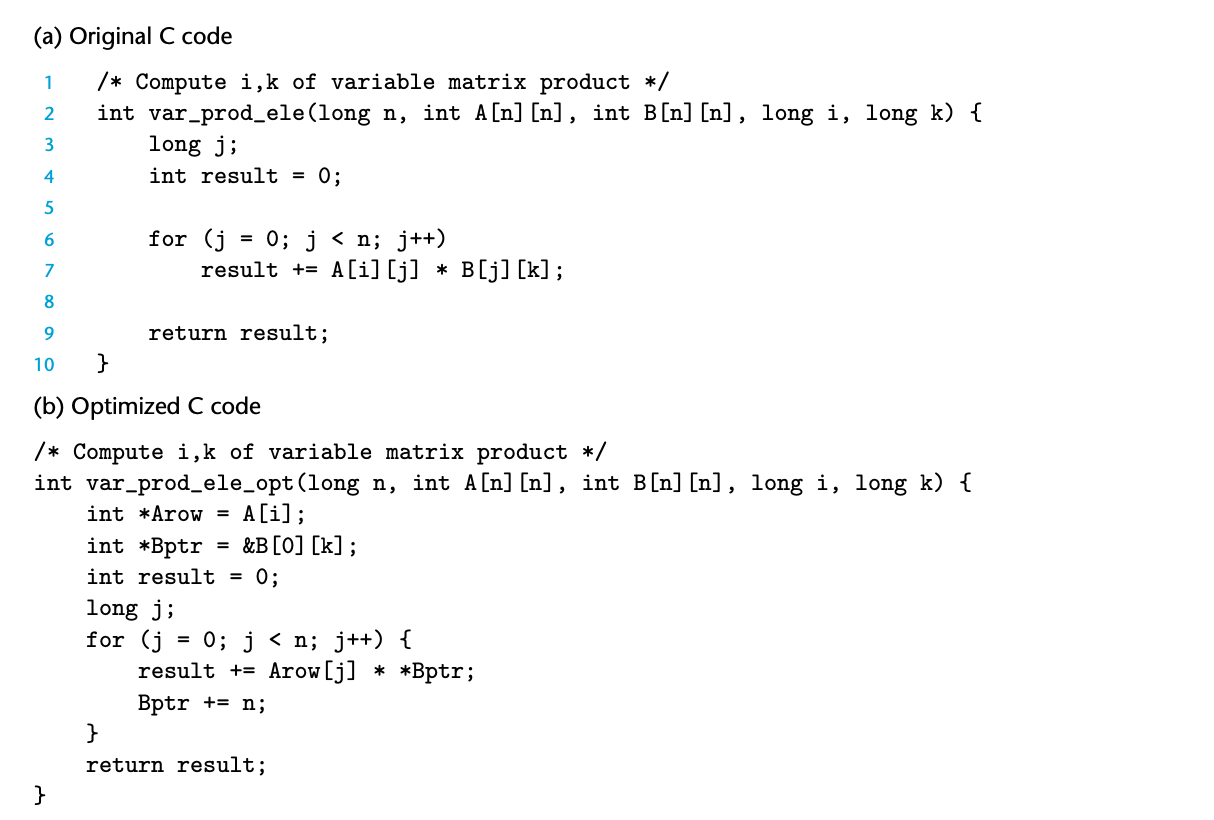 (a) Original C code
1 /* Compute i,k of variable matrix product */
2 int var_prod_ele(long n, int A[n][n], int B[n][n], long i, long k) {
3 long j;
4 int result = 0;
5
6 for (j = 0; j < n; j++)
7 result += A[i][j] * B[j][k];
8
9 return result;
10 }
(b) Optimized C code
/* Compute i,k of variable matrix product */
int var_prod_ele_opt(long n, int A[n][n], int B[n][n], long i, long k) {
int *Arow = A[i];
int *Bptr = &B[0][k];
int result = 0;
long j;
for (j = 0; j < n; j++) {
result += Arow[j] * *Bptr;
Bptr += n;
}
return result;
}